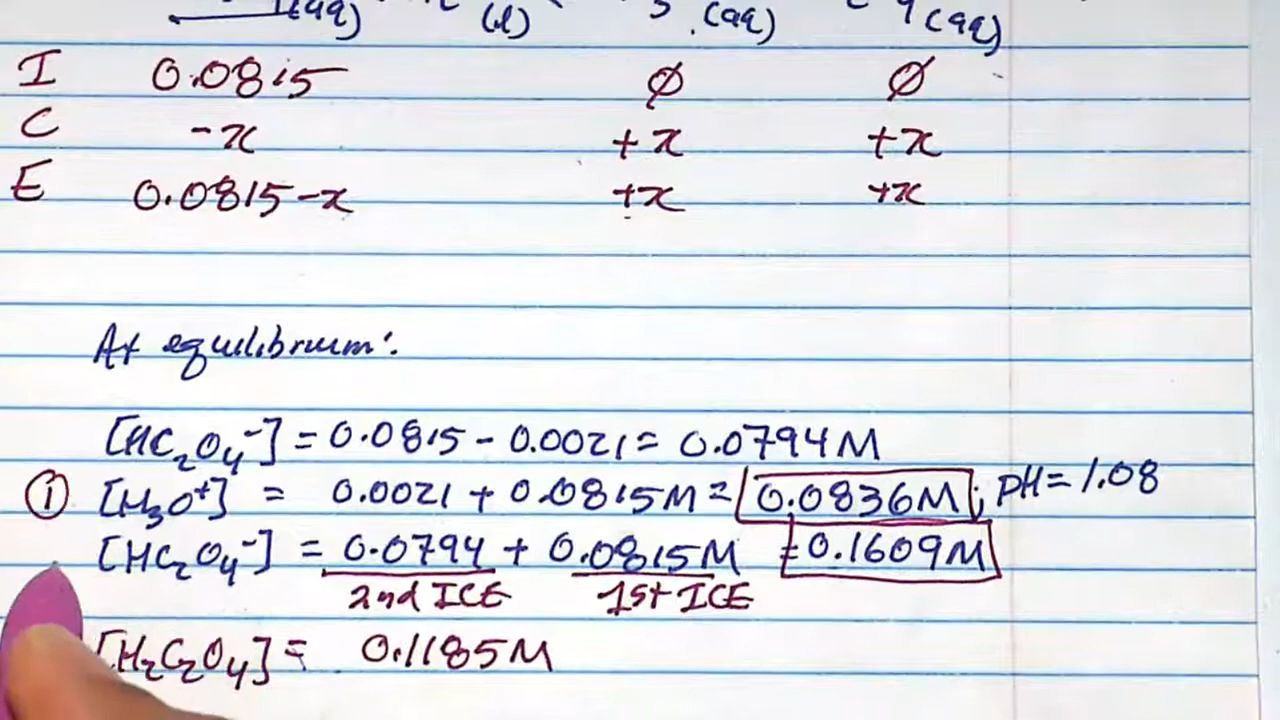 (aq) (l) 3 (aq) 4 (aq)
I 0.0815 ∅ ∅
C -x +x +x
E 0.0815-x +x +x
At equilibrium:
[HC₂O₄⁻] = 0.0815 - 0.0021 = 0.0794M
① [H₃O⁺] = 0.0021 + 0.0815M = 0.0836M ; pH = 1.08
[HC₂O₄⁻] = 0.0794 + 0.0815M = 0.1609M
2nd ICE 1st ICE
[H₂C₂O₄] = 0.1185M